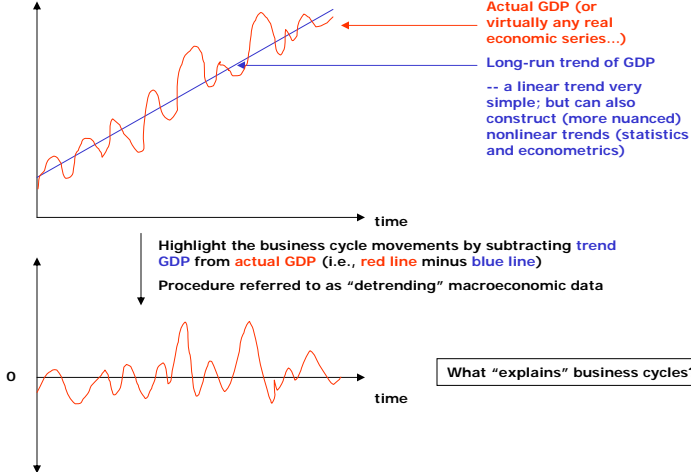 Actual GDP (or
virtually any real
economic series...)
Long-run trend of GDP
-- a linear trend very
simple; but can also
construct (more nuanced)
nonlinear trends (statistics
and econometrics)
time
Highlight the business cycle movements by subtracting trend
GDP from actual GDP (i.e., red line minus blue line)
Procedure referred to as “detrending” macroeconomic data
0
What “explains” business cycles?
time